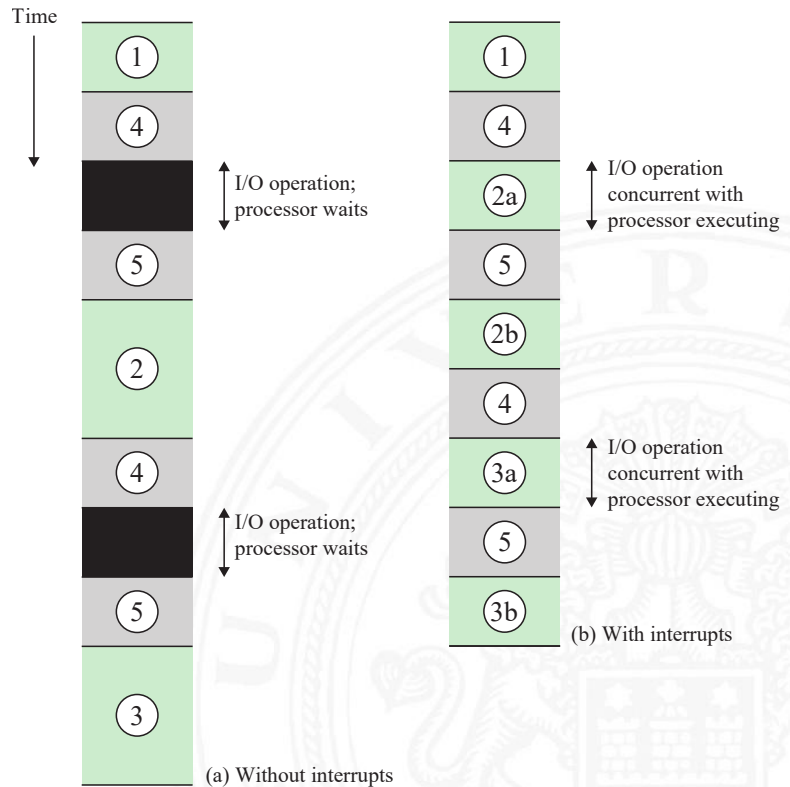 Time
1
4
I/O operation;
processor waits
5
2
4
I/O operation;
processor waits
5
3
(a) Without interrupts
1
4
2a
I/O operation
concurrent with
processor executing
5
2b
4
3a
I/O operation
concurrent with
processor executing
5
3b
(b) With interrupts
U N I V E R